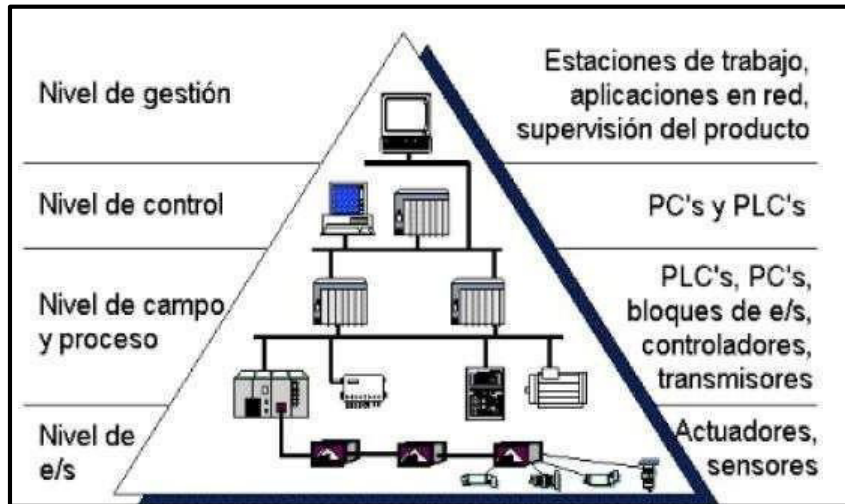 Nivel de gestión
Estaciones de trabajo,
aplicaciones en red,
supervisión del producto
Nivel de control
PC's y PLC's
Nivel de campo
y proceso
PLC's, PC's,
bloques de e/s,
controladores,
transmisores
Nivel de
e/s
Actuadores,
sensores